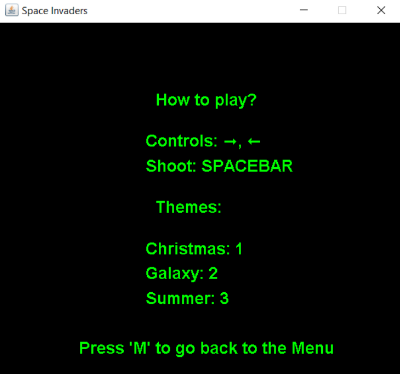 Space Invaders
How to play?
Controls: →, ←
Shoot: SPACEBAR
Themes:
Christmas: 1
Galaxy: 2
Summer: 3
Press 'M' to go back to the Menu